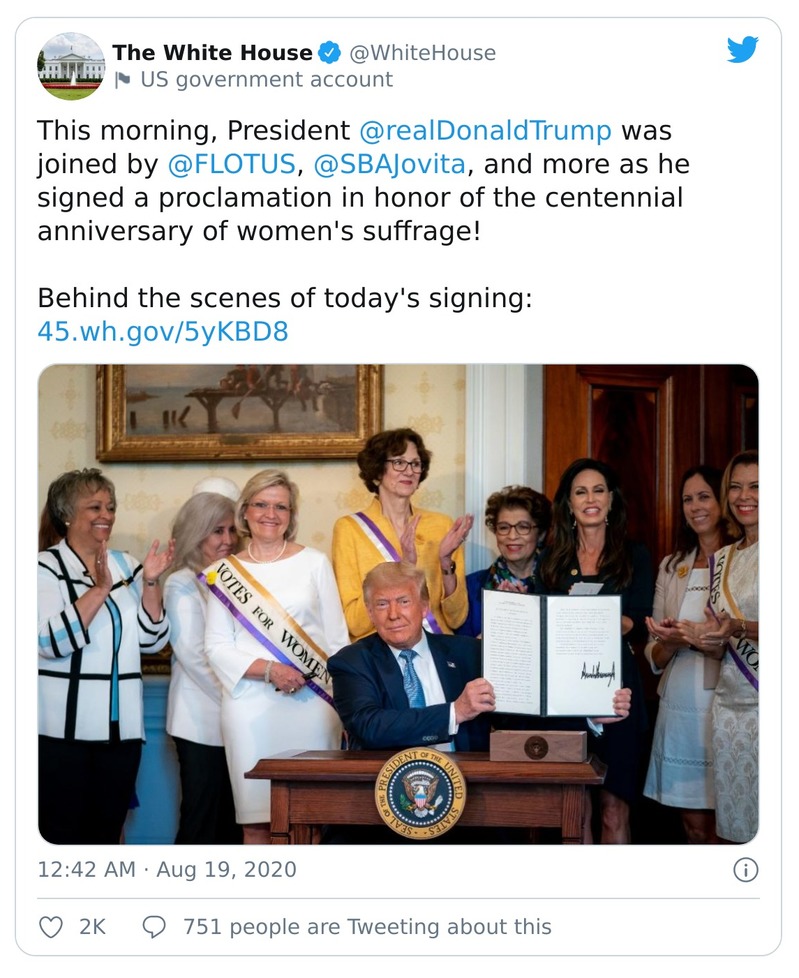 The White House @WhiteHouse
US government account
This morning, President @realDonaldTrump was
joined by @FLOTUS, @SBAJovita, and more as he
signed a proclamation in honor of the centennial
anniversary of women's suffrage!
Behind the scenes of today's signing:
45.wh.gov/5yKBD8
VOTES FOR WOMEN
SEAL OF THE PRESIDENT OF THE UNITED STATES
12:42 AM · Aug 19, 2020
2K 751 people are Tweeting about this